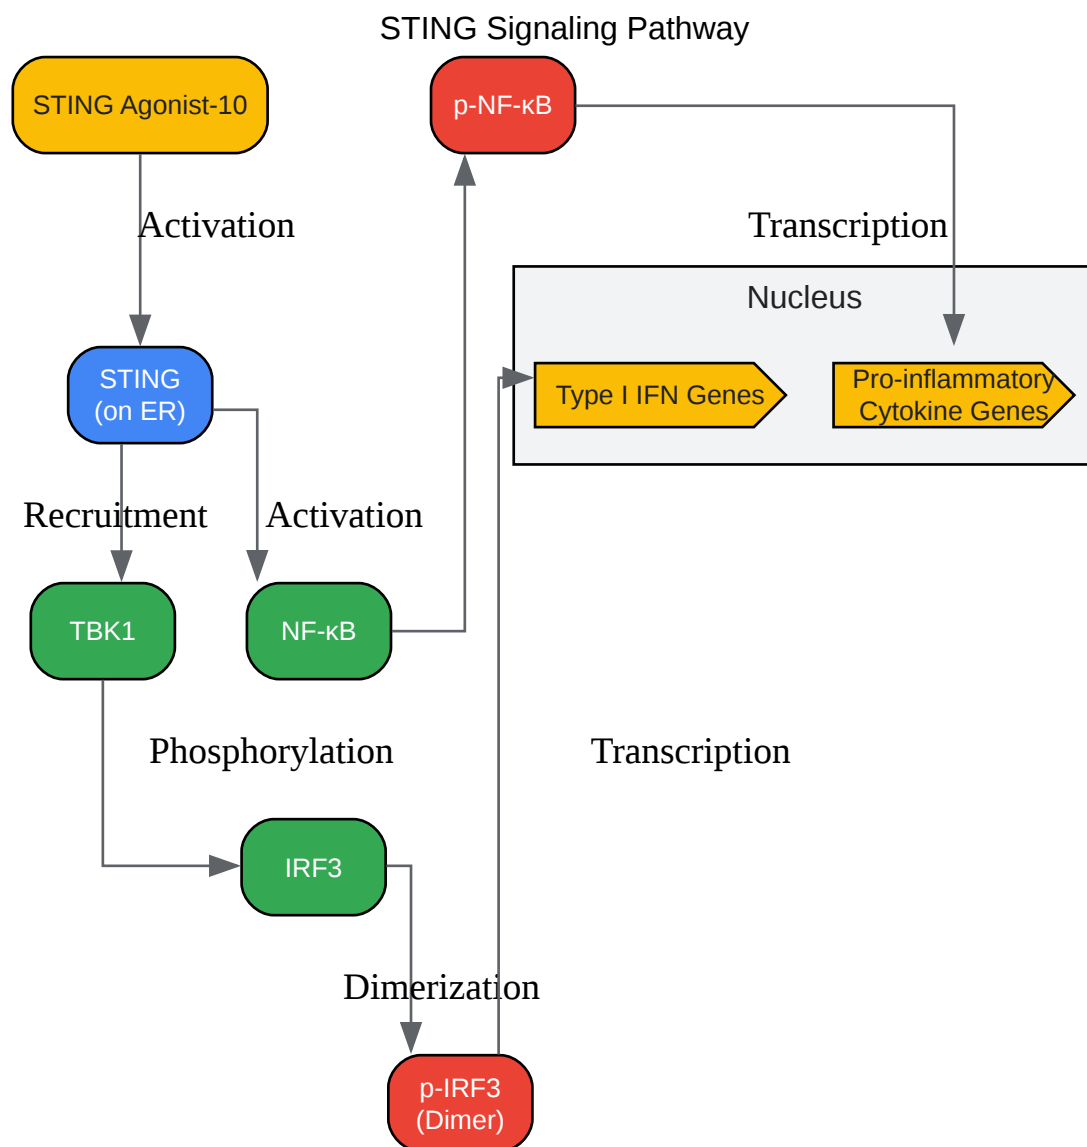 STING Signaling Pathway
STING Agonist-10
p-NF-κB
Activation
Transcription
Nucleus
STING
(on ER)
Type I IFN Genes
Pro-inflammatory
Cytokine Genes
Recruitment
Activation
TBK1
NF-κB
Phosphorylation
Transcription
IRF3
Dimerization
p-IRF3
(Dimer)